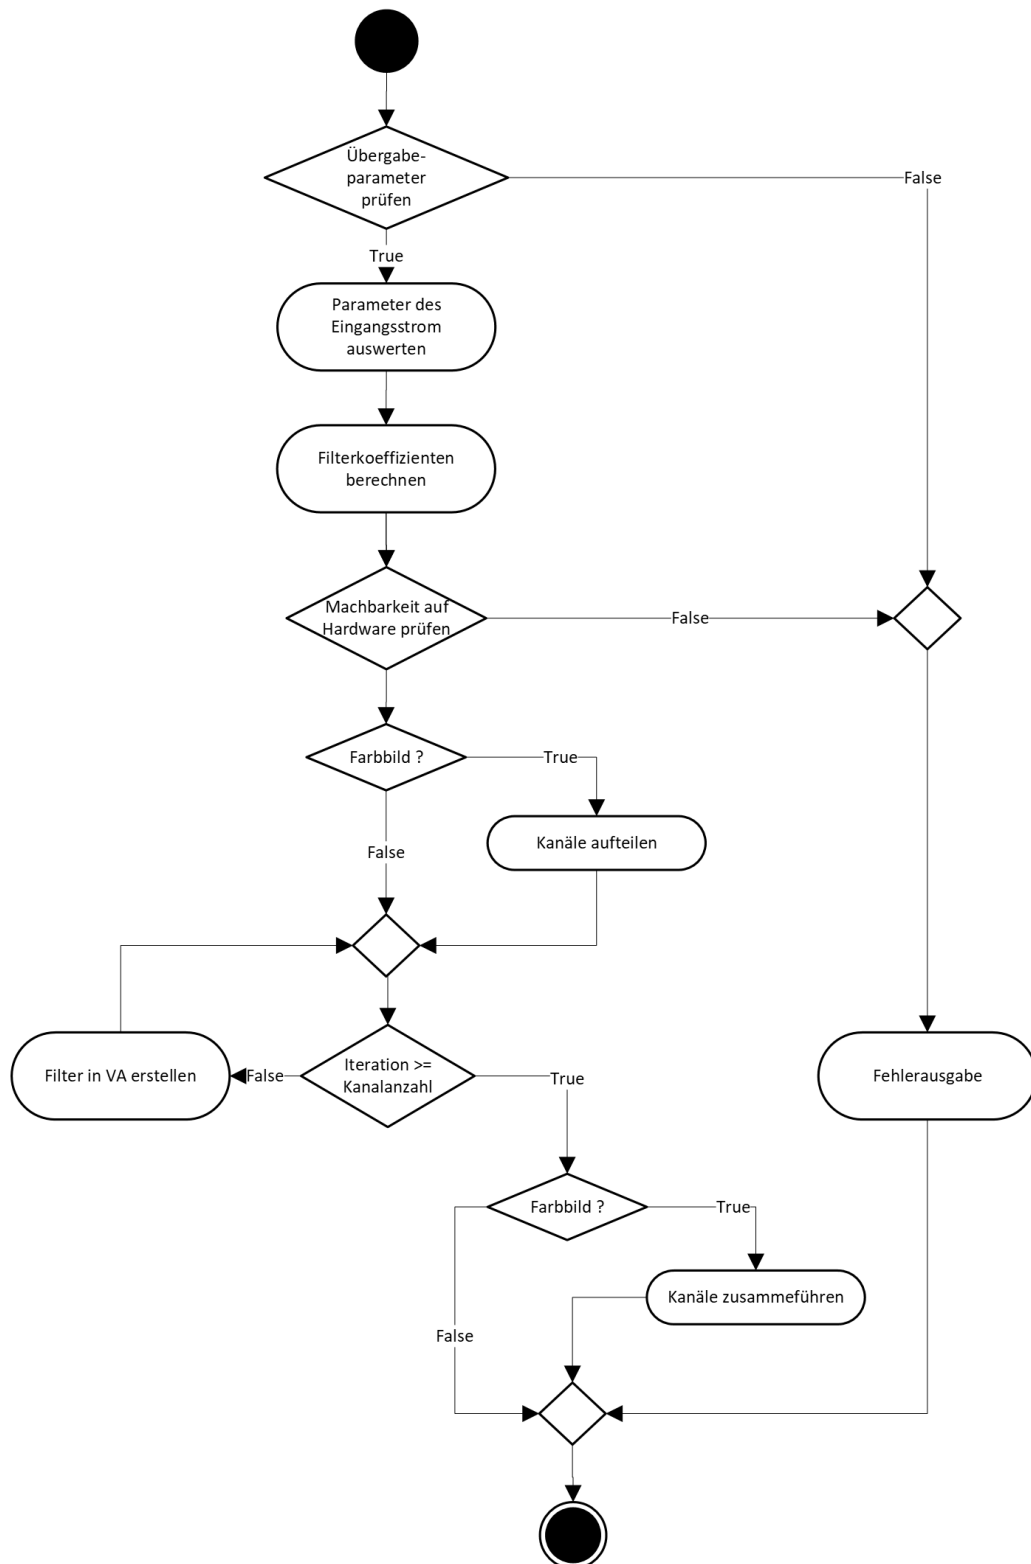 Übergabe-
parameter
prüfen
False
True
Parameter des
Eingangsstrom
auswerten
Filterkoeffizienten
berechnen
Machbarkeit auf
Hardware prüfen
False
Farbbild ?
True
False
Kanäle aufteilen
Filter in VA erstellen
False
Iteration >=
Kanalanzahl
True
Fehlerausgabe
Farbbild ?
True
False
Kanäle zusammeführen